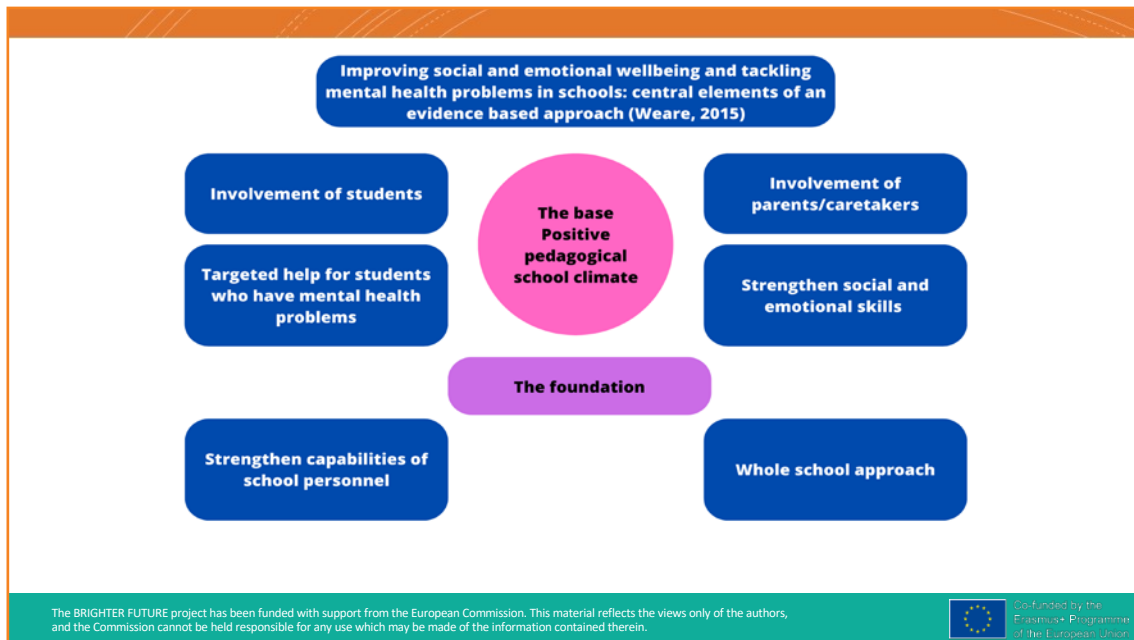 Improving social and emotional wellbeing and tackling
mental health problems in schools: central elements of an
evidence based approach (Weare, 2015)
Involvement of students
The base
Positive
pedagogical
school climate
Involvement of
parents/caretakers
Targeted help for students
who have mental health
problems
Strengthen social and
emotional skills
The foundation
Strengthen capabilities of
school personnel
Whole school approach
The BRIGHTER FUTURE project has been funded with support from the European Commission. This material reflects the views only of the authors,
and the Commission cannot be held responsible for any use which may be made of the information contained therein.
Co-funded by the
Erasmus+ Programme
of the European Union